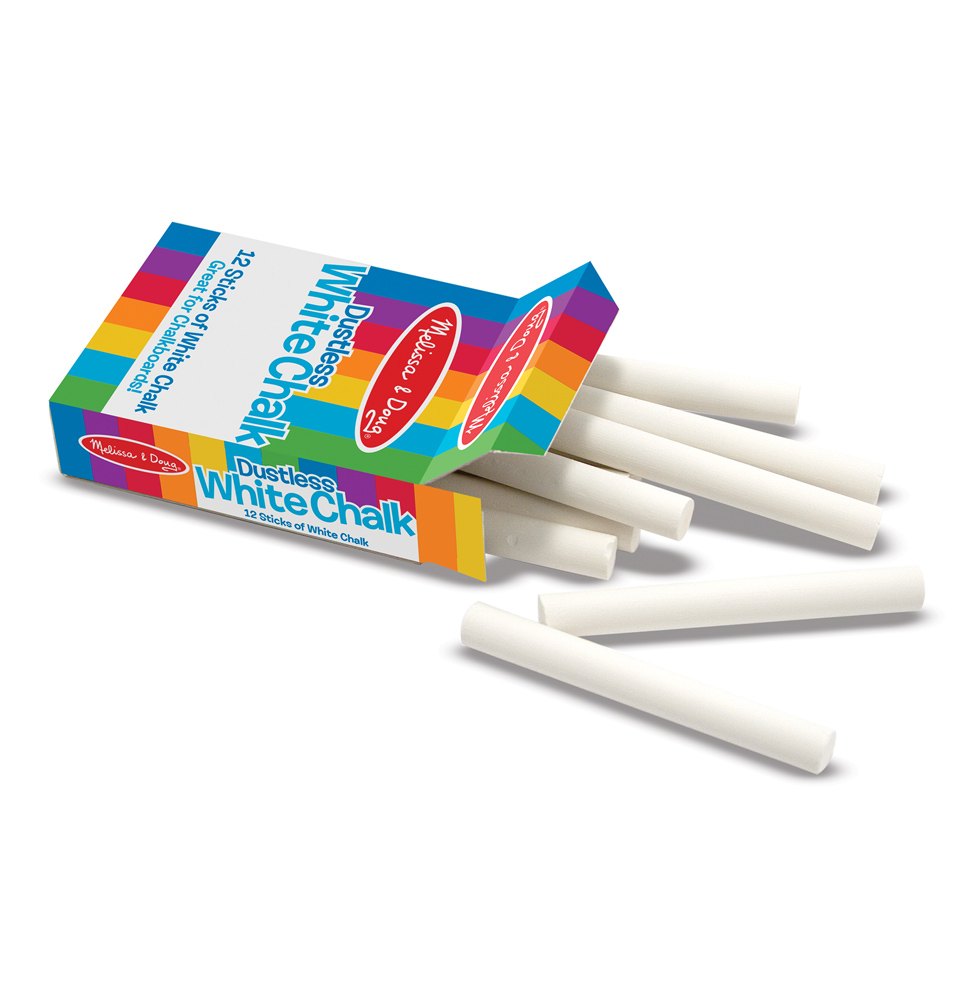 Melissa & Doug®
Dustless
White Chalk
12 Sticks of White Chalk
Great for Chalkboards!
Melissa & Doug
Melissa & Doug®
Dustless
White Chalk
12 Sticks of White Chalk